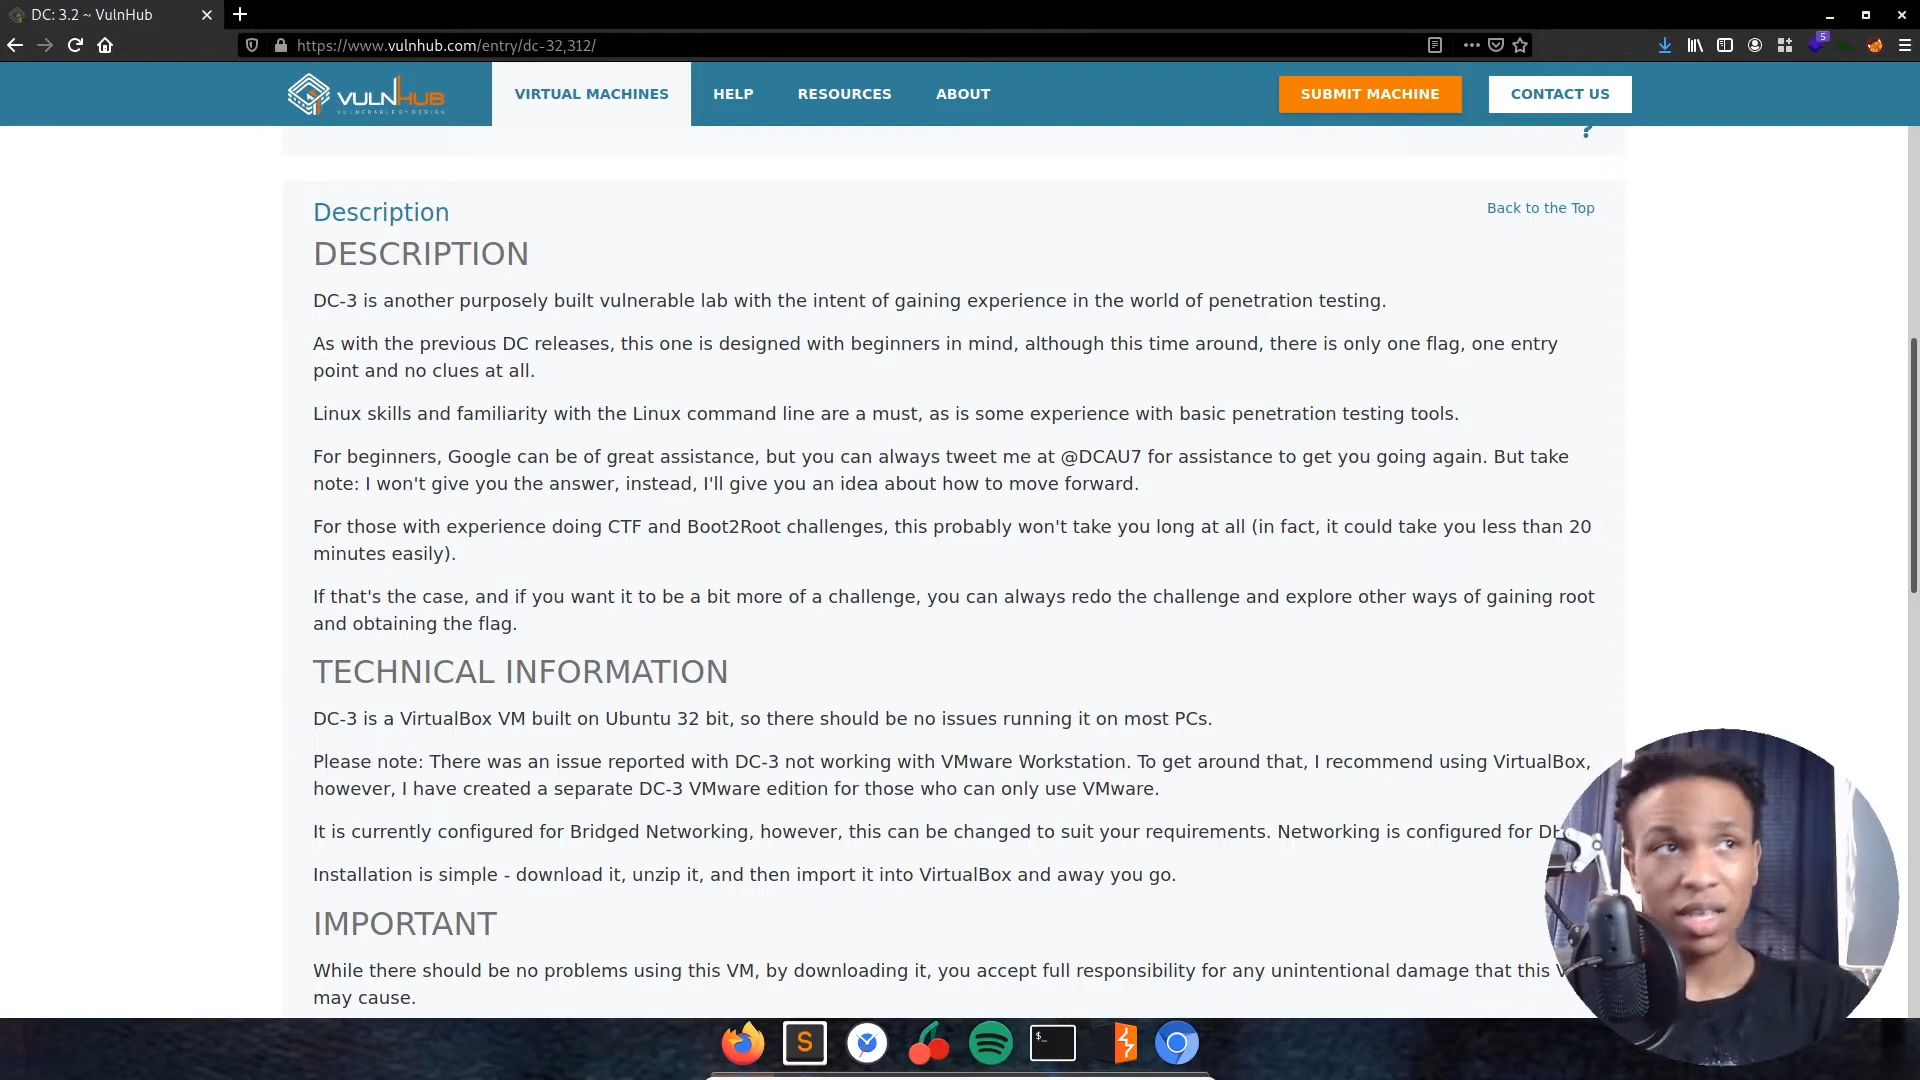 DC: 3.2 ~ VulnHub
https://www.vulnhub.com/entry/dc-32,312/
5
VULNHUB
VULNERABLE BY DESIGN
VIRTUAL MACHINES
HELP
RESOURCES
ABOUT
SUBMIT MACHINE
CONTACT US
?
Description
Back to the Top
DESCRIPTION
DC-3 is another purposely built vulnerable lab with the intent of gaining experience in the world of penetration testing.
As with the previous DC releases, this one is designed with beginners in mind, although this time around, there is only one flag, one entry
point and no clues at all.
Linux skills and familiarity with the Linux command line are a must, as is some experience with basic penetration testing tools.
For beginners, Google can be of great assistance, but you can always tweet me at @DCAU7 for assistance to get you going again. But take
note: I won't give you the answer, instead, I'll give you an idea about how to move forward.
For those with experience doing CTF and Boot2Root challenges, this probably won't take you long at all (in fact, it could take you less than 20
minutes easily).
If that's the case, and if you want it to be a bit more of a challenge, you can always redo the challenge and explore other ways of gaining root
and obtaining the flag.
TECHNICAL INFORMATION
DC-3 is a VirtualBox VM built on Ubuntu 32 bit, so there should be no issues running it on most PCs.
Please note: There was an issue reported with DC-3 not working with VMware Workstation. To get around that, I recommend using VirtualBox,
however, I have created a separate DC-3 VMware edition for those who can only use VMware.
It is currently configured for Bridged Networking, however, this can be changed to suit your requirements. Networking is configured for
Installation is simple - download it, unzip it, and then import it into VirtualBox and away you go.
IMPORTANT
While there should be no problems using this VM, by downloading it, you accept full responsibility for any unintentional damage that this
may cause.
S
$_